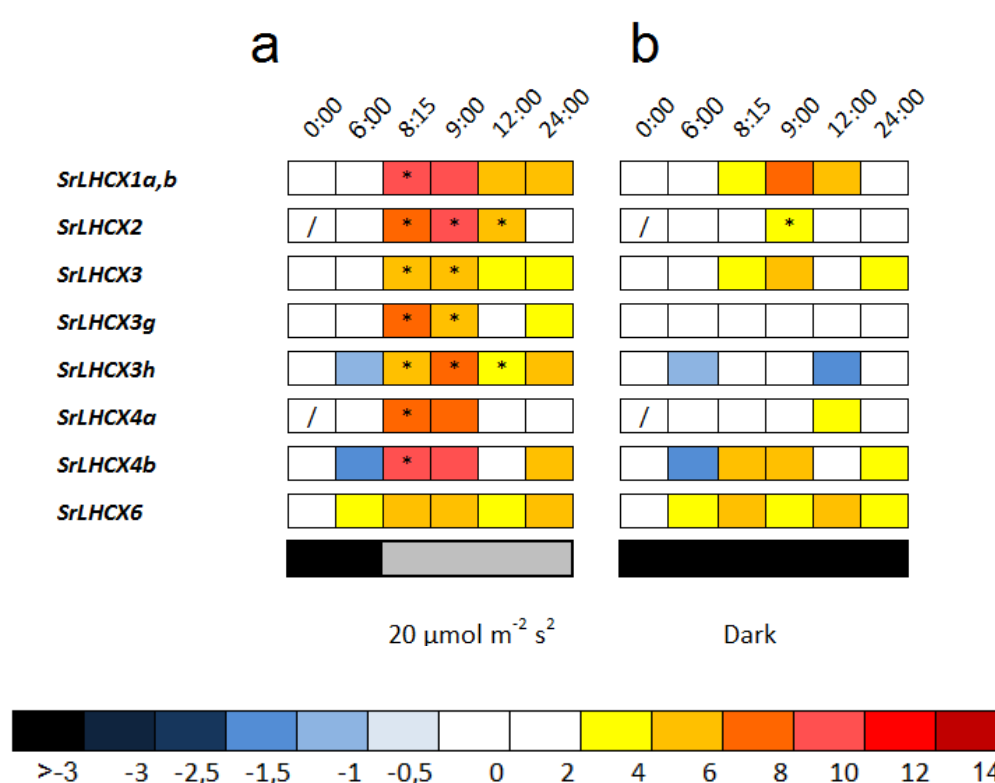 a b
0:00 6:00 8:15 9:00 12:00 24:00 0:00 6:00 8:15 9:00 12:00 24:00
SrLHCX1a,b *
SrLHCX2 / * * * / *
SrLHCX3 * *
SrLHCX3g * *
SrLHCX3h * * *
SrLHCX4a / * /
SrLHCX4b *
SrLHCX6
20 µmol m⁻² s² Dark
>-3 -3 -2,5 -1,5 -1 -0,5 0 2 4 6 8 10 12 14